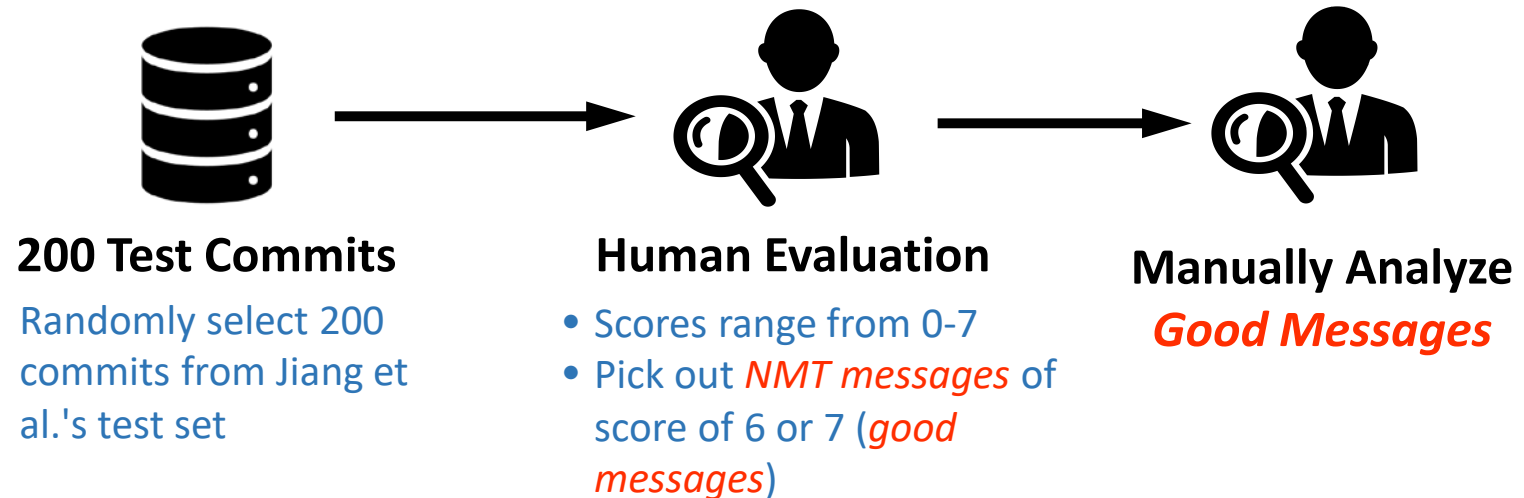 200 Test Commits
Randomly select 200
commits from Jiang et
al.'s test set
Human Evaluation
• Scores range from 0-7
• Pick out NMT messages of
score of 6 or 7 (good
messages)
Manually Analyze
Good Messages